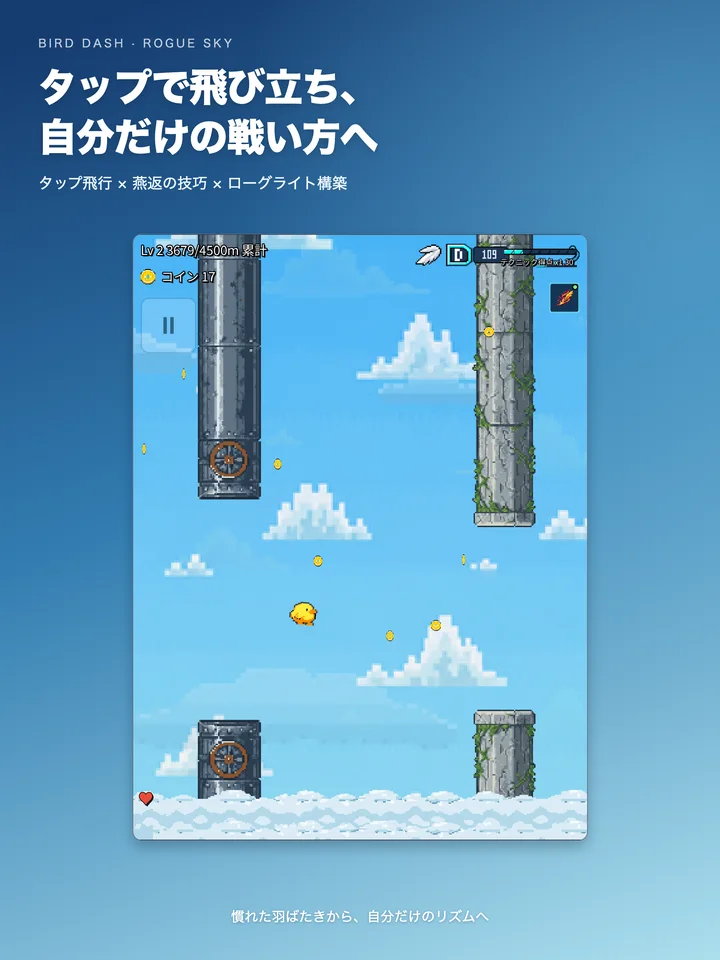 BIRD DASH · ROGUE SKY
タップで飛び立ち、
自分だけの戦い方へ
タップ飛行 × 燕返の技巧 × ローグライト構築
Lv 2 3679/4500m 累計
D 109
コイン 17
慣れた羽ばたきから、自分だけのリズムへ